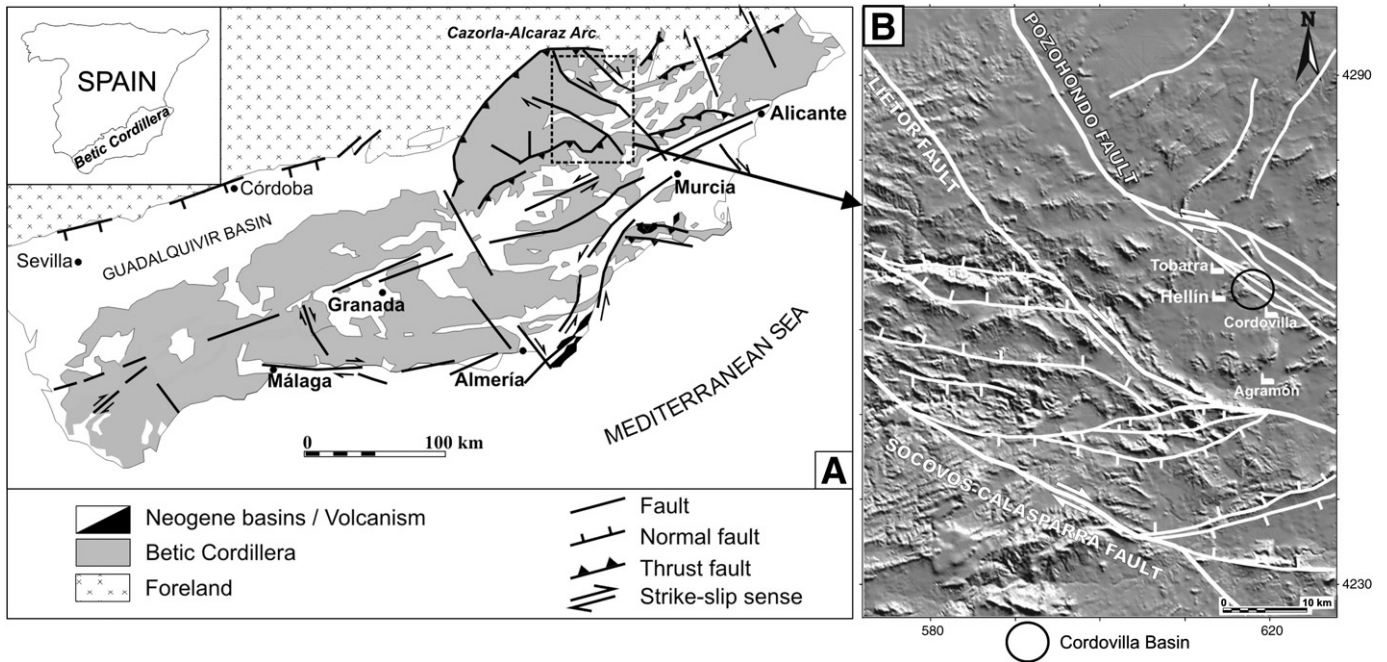 SPAIN
Betic Cordillera
Cazorla-Alcaraz Arc
Alicante
Murcia
Córdoba
Sevilla
GUADALQUIVIR BASIN
Granada
Málaga
Almería
MEDITERRANEAN SEA
0 100 km
A
Neogene basins / Volcanism
Betic Cordillera
Foreland
Fault
Normal fault
Thrust fault
Strike-slip sense
B
N
POZOHONDO FAULT
LIETOR FAULT
4290
Tobarra
Hellín
Cordovilla
Agramón
SOCOVOS-CALASPARRA FAULT
4230
0 10 km
580 620
Cordovilla Basin